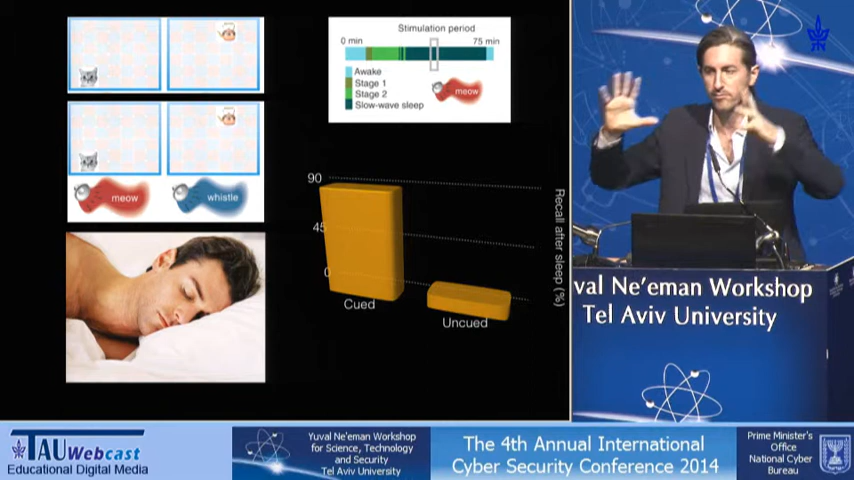 meow
whistle
Stimulation period
0 min
75 min
Awake
Stage 1
Stage 2
Slow-wave sleep
meow
90
45
0
Cued
Uncued
Recall after sleep (%)
val Ne'eman Workshop
Tel Aviv University
TAU Webcast
Educational Digital Media
Yuval Ne'eman Workshop
for Science, Technology
and Security
Tel Aviv University
The 4th Annual International
Cyber Security Conference 2014
Prime Minister's
Office
National Cyber
Bureau